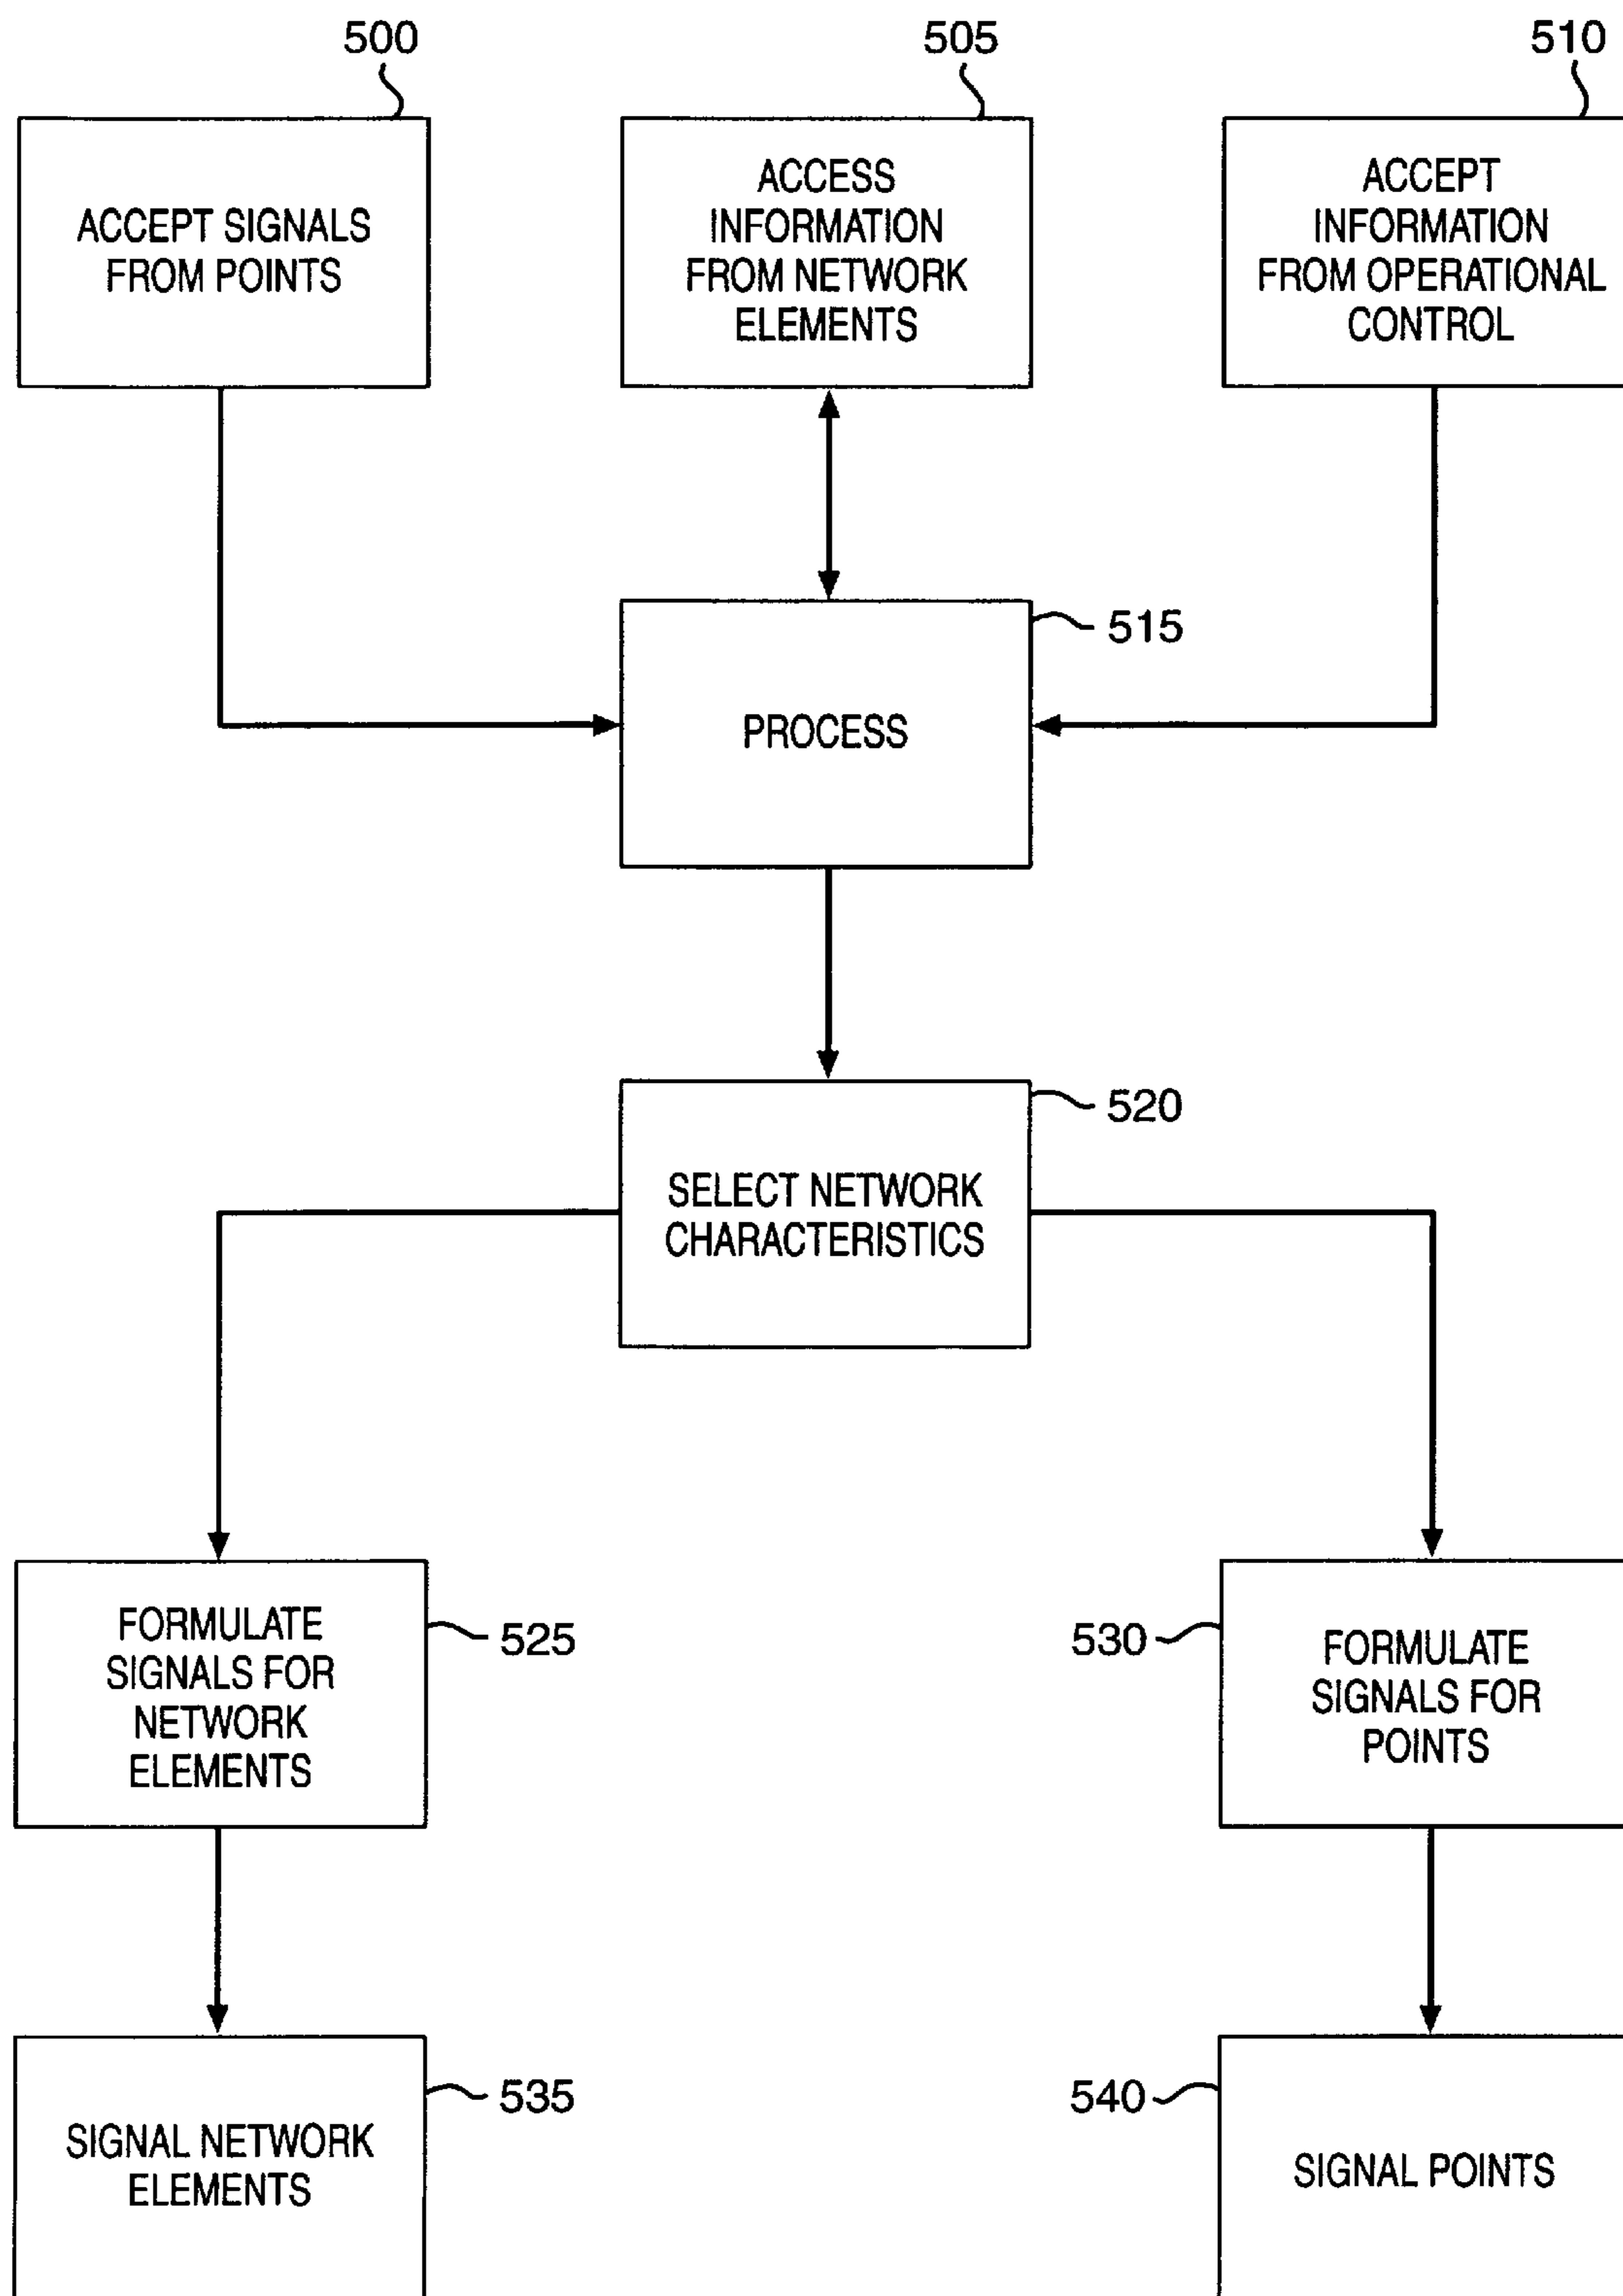 500
505
510
ACCEPT SIGNALS
FROM POINTS
ACCESS
INFORMATION
FROM NETWORK
ELEMENTS
ACCEPT
INFORMATION
FROM OPERATIONAL
CONTROL
515
PROCESS
520
SELECT NETWORK
CHARACTERISTICS
FORMULATE
SIGNALS FOR
NETWORK
ELEMENTS
525
530
FORMULATE
SIGNALS FOR
POINTS
SIGNAL NETWORK
ELEMENTS
535
540
SIGNAL POINTS